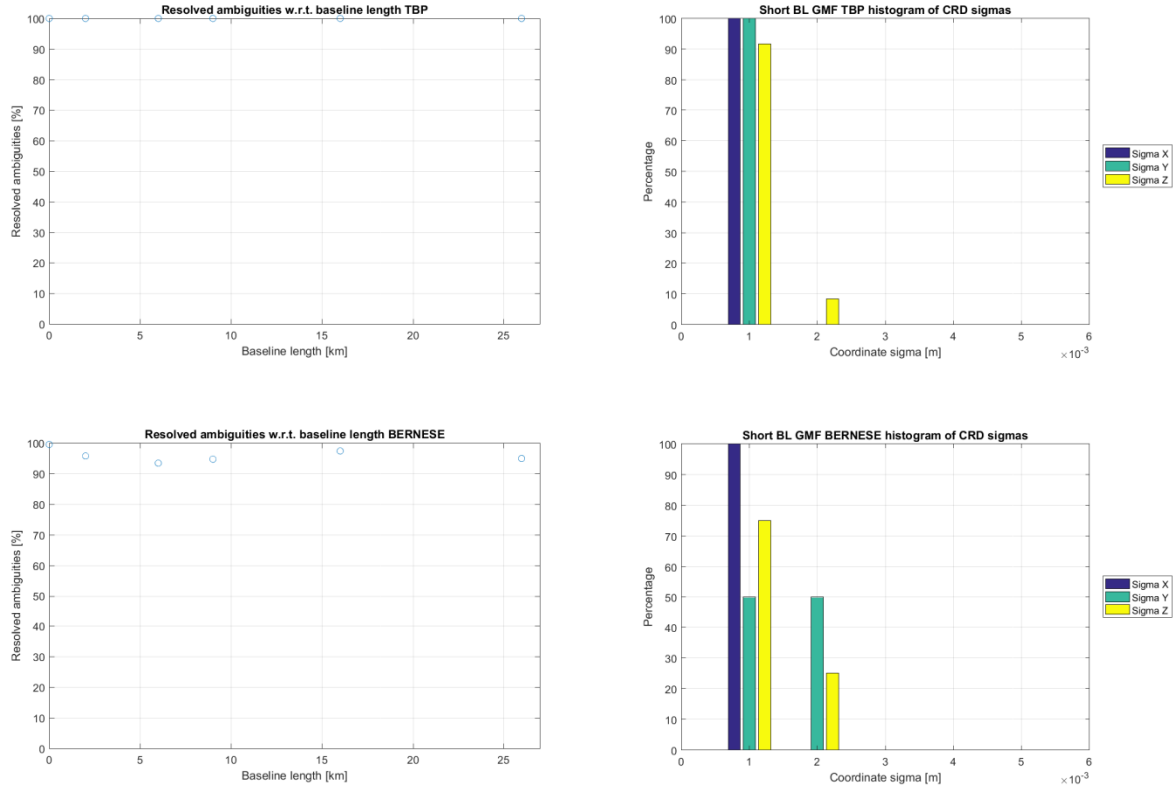 Resolved ambiguities w.r.t. baseline length TBP
100
90
80
70
60
50
40
30
20
10
0
Resolved ambiguities [%]
0 5 10 15 20 25
Baseline length [km]
Short BL GMF TBP histogram of CRD sigmas
100
90
80
70
60
50
40
30
20
10
0
Percentage
0 1 2 3 4 5 6
×10-3
Coordinate sigma [m]
Sigma X
Sigma Y
Sigma Z
Resolved ambiguities w.r.t. baseline length BERNESE
100
90
80
70
60
50
40
30
20
10
0
Resolved ambiguities [%]
0 5 10 15 20 25
Baseline length [km]
Short BL GMF BERNESE histogram of CRD sigmas
100
90
80
70
60
50
40
30
20
10
0
Percentage
0 1 2 3 4 5 6
×10-3
Coordinate sigma [m]
Sigma X
Sigma Y
Sigma Z